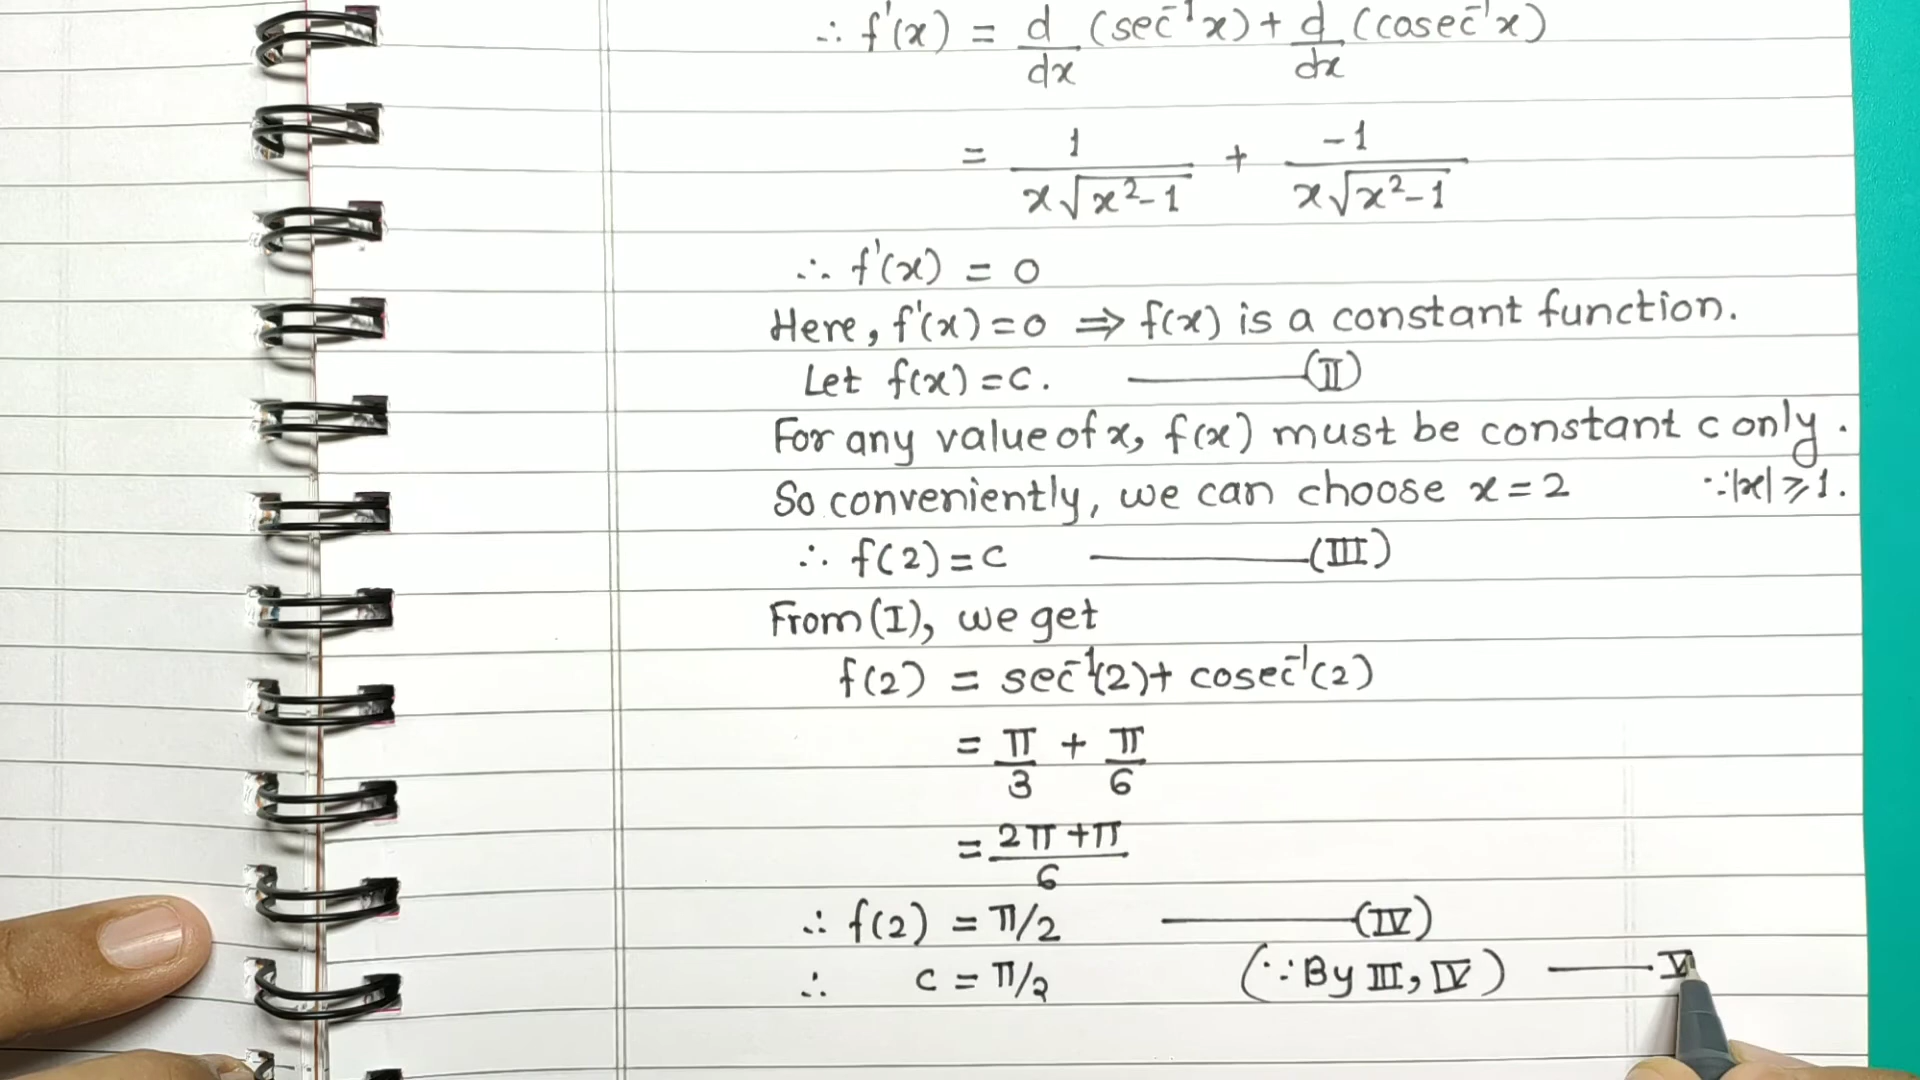 ∴ f'(x) = d/dx (sec⁻¹x) + d/dx (cosec⁻¹x)
= 1/(x√(x²-1)) + -1/(x√(x²-1))
∴ f'(x) = 0
Here, f'(x) = 0 ⇒ f(x) is a constant function.
Let f(x) = c. ——— (II)
For any value of x, f(x) must be constant c only.
So conveniently, we can choose x = 2 ∵ |x| ⩾ 1.
∴ f(2) = c ——— (III)
From (I), we get
f(2) = sec⁻¹(2) + cosec⁻¹(2)
= π/3 + π/6
= (2π + π)/6
∴ f(2) = π/2 ——— (IV)
∴ c = π/2 (∵ By III, IV) ——— V